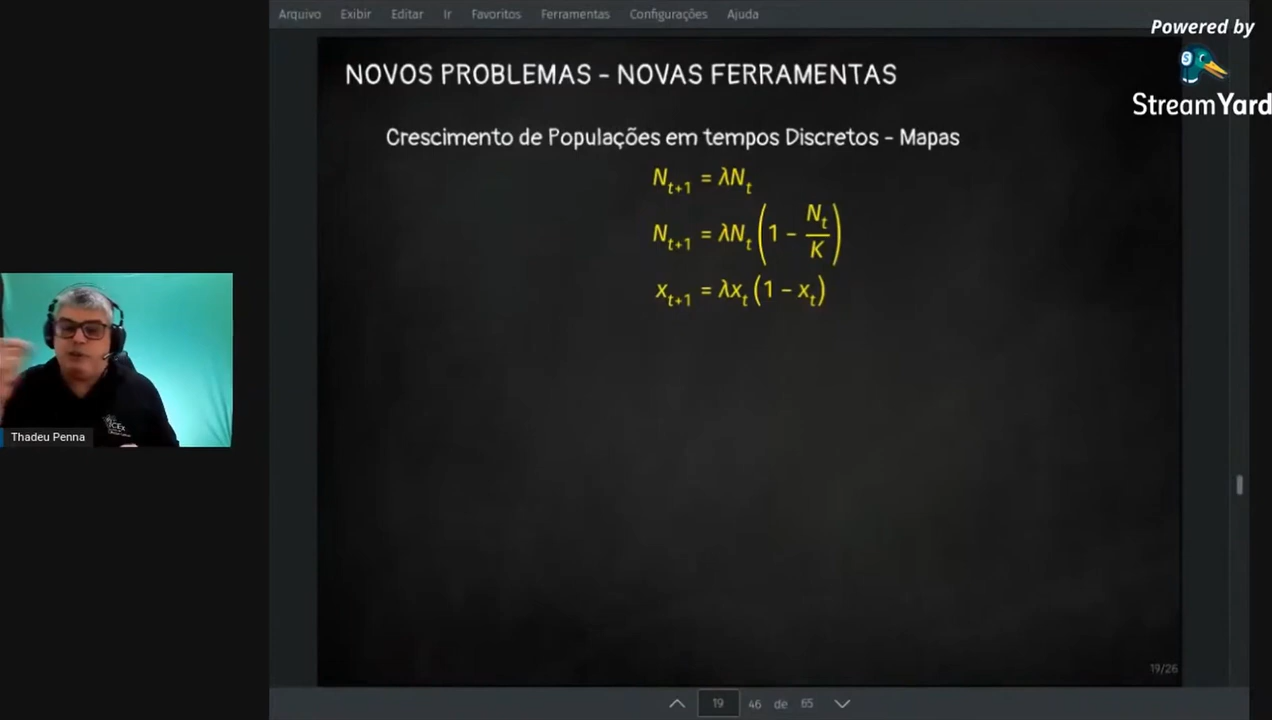 Arquivo Exibir Editar Ir Favoritos Ferramentas Configurações Ajuda
Powered by
StreamYard
NOVOS PROBLEMAS - NOVAS FERRAMENTAS
Crescimento de Populações em tempos Discretos - Mapas
N_{t+1} = λN_t
N_{t+1} = λN_t (1 - N_t/K)
x_{t+1} = λx_t (1 - x_t)
Thadeu Penna
19/26
19 46 de 65